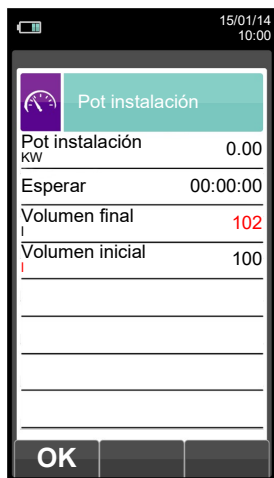 15/01/14
10:00
Pot instalación
Pot instalación 0.00
KW
Esperar 00:00:00
Volumen final 102
l
Volumen inicial 100
l
OK